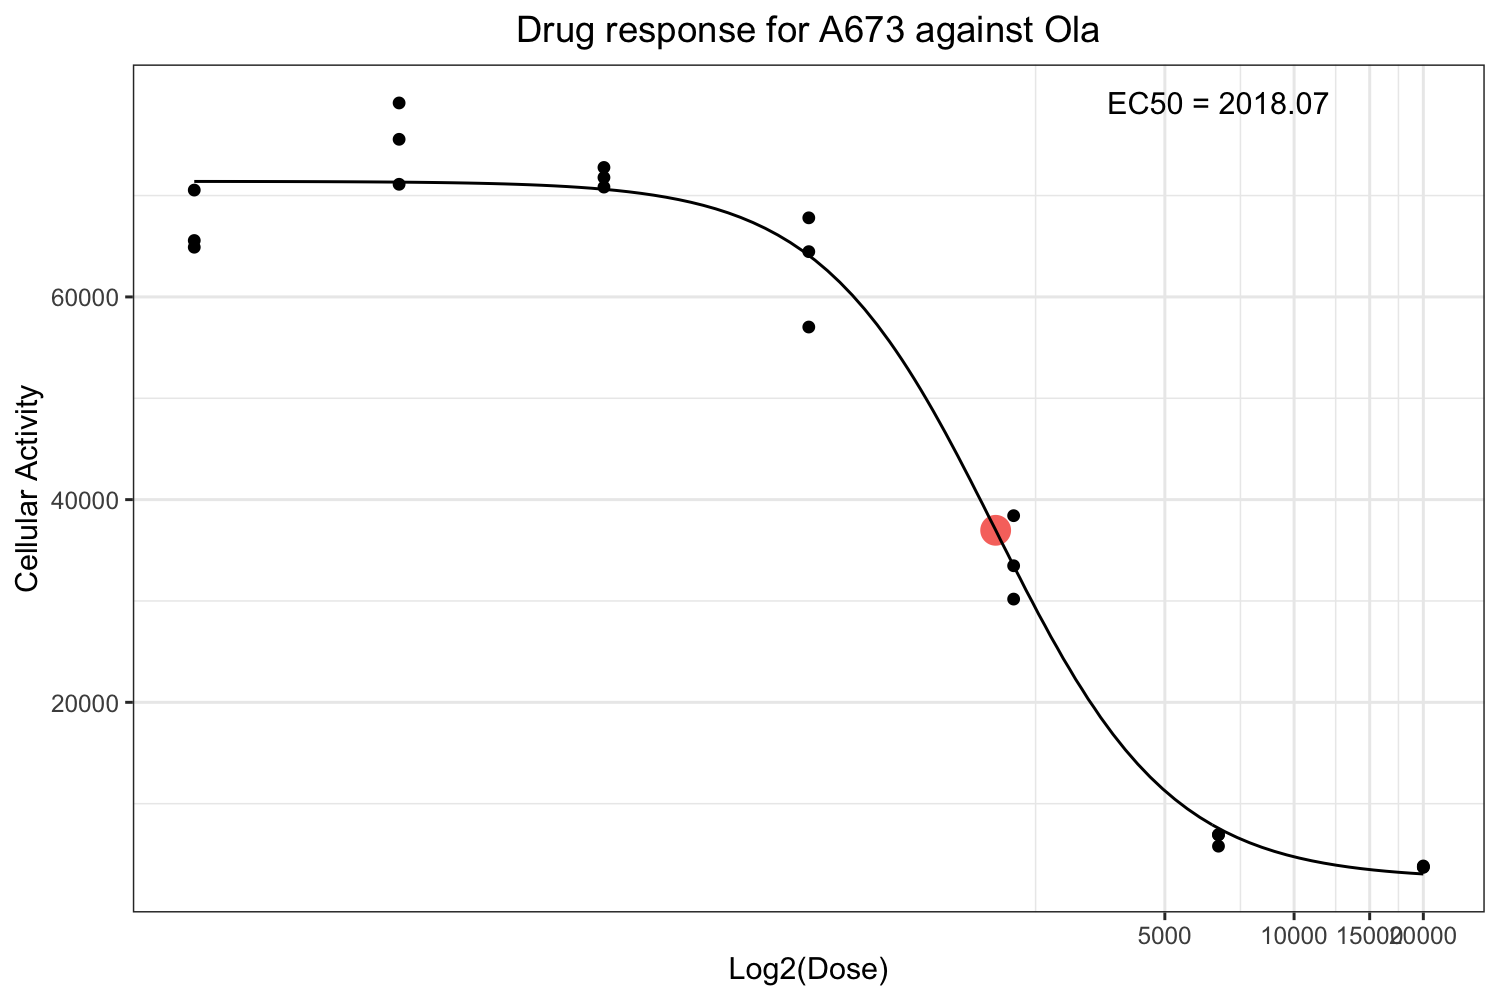 Drug response for A673 against Ola
EC50 = 2018.07
60000
40000
20000
Cellular Activity
5000 10000 15000 20000
Log2(Dose)